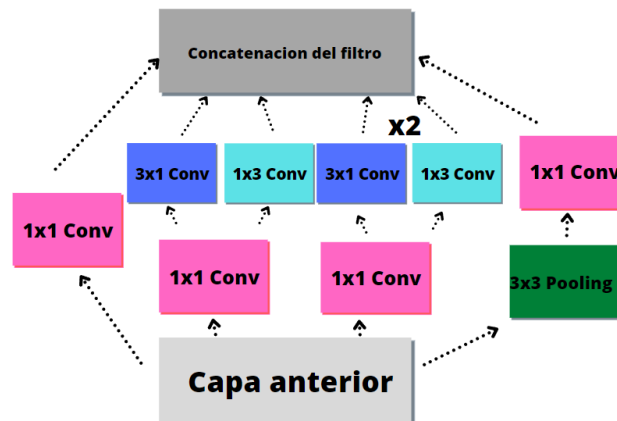 Concatenacion del filtro
x2
3x1 Conv
1x3 Conv
3x1 Conv
1x3 Conv
1x1 Conv
1x1 Conv
1x1 Conv
1x1 Conv
3x3 Pooling
Capa anterior